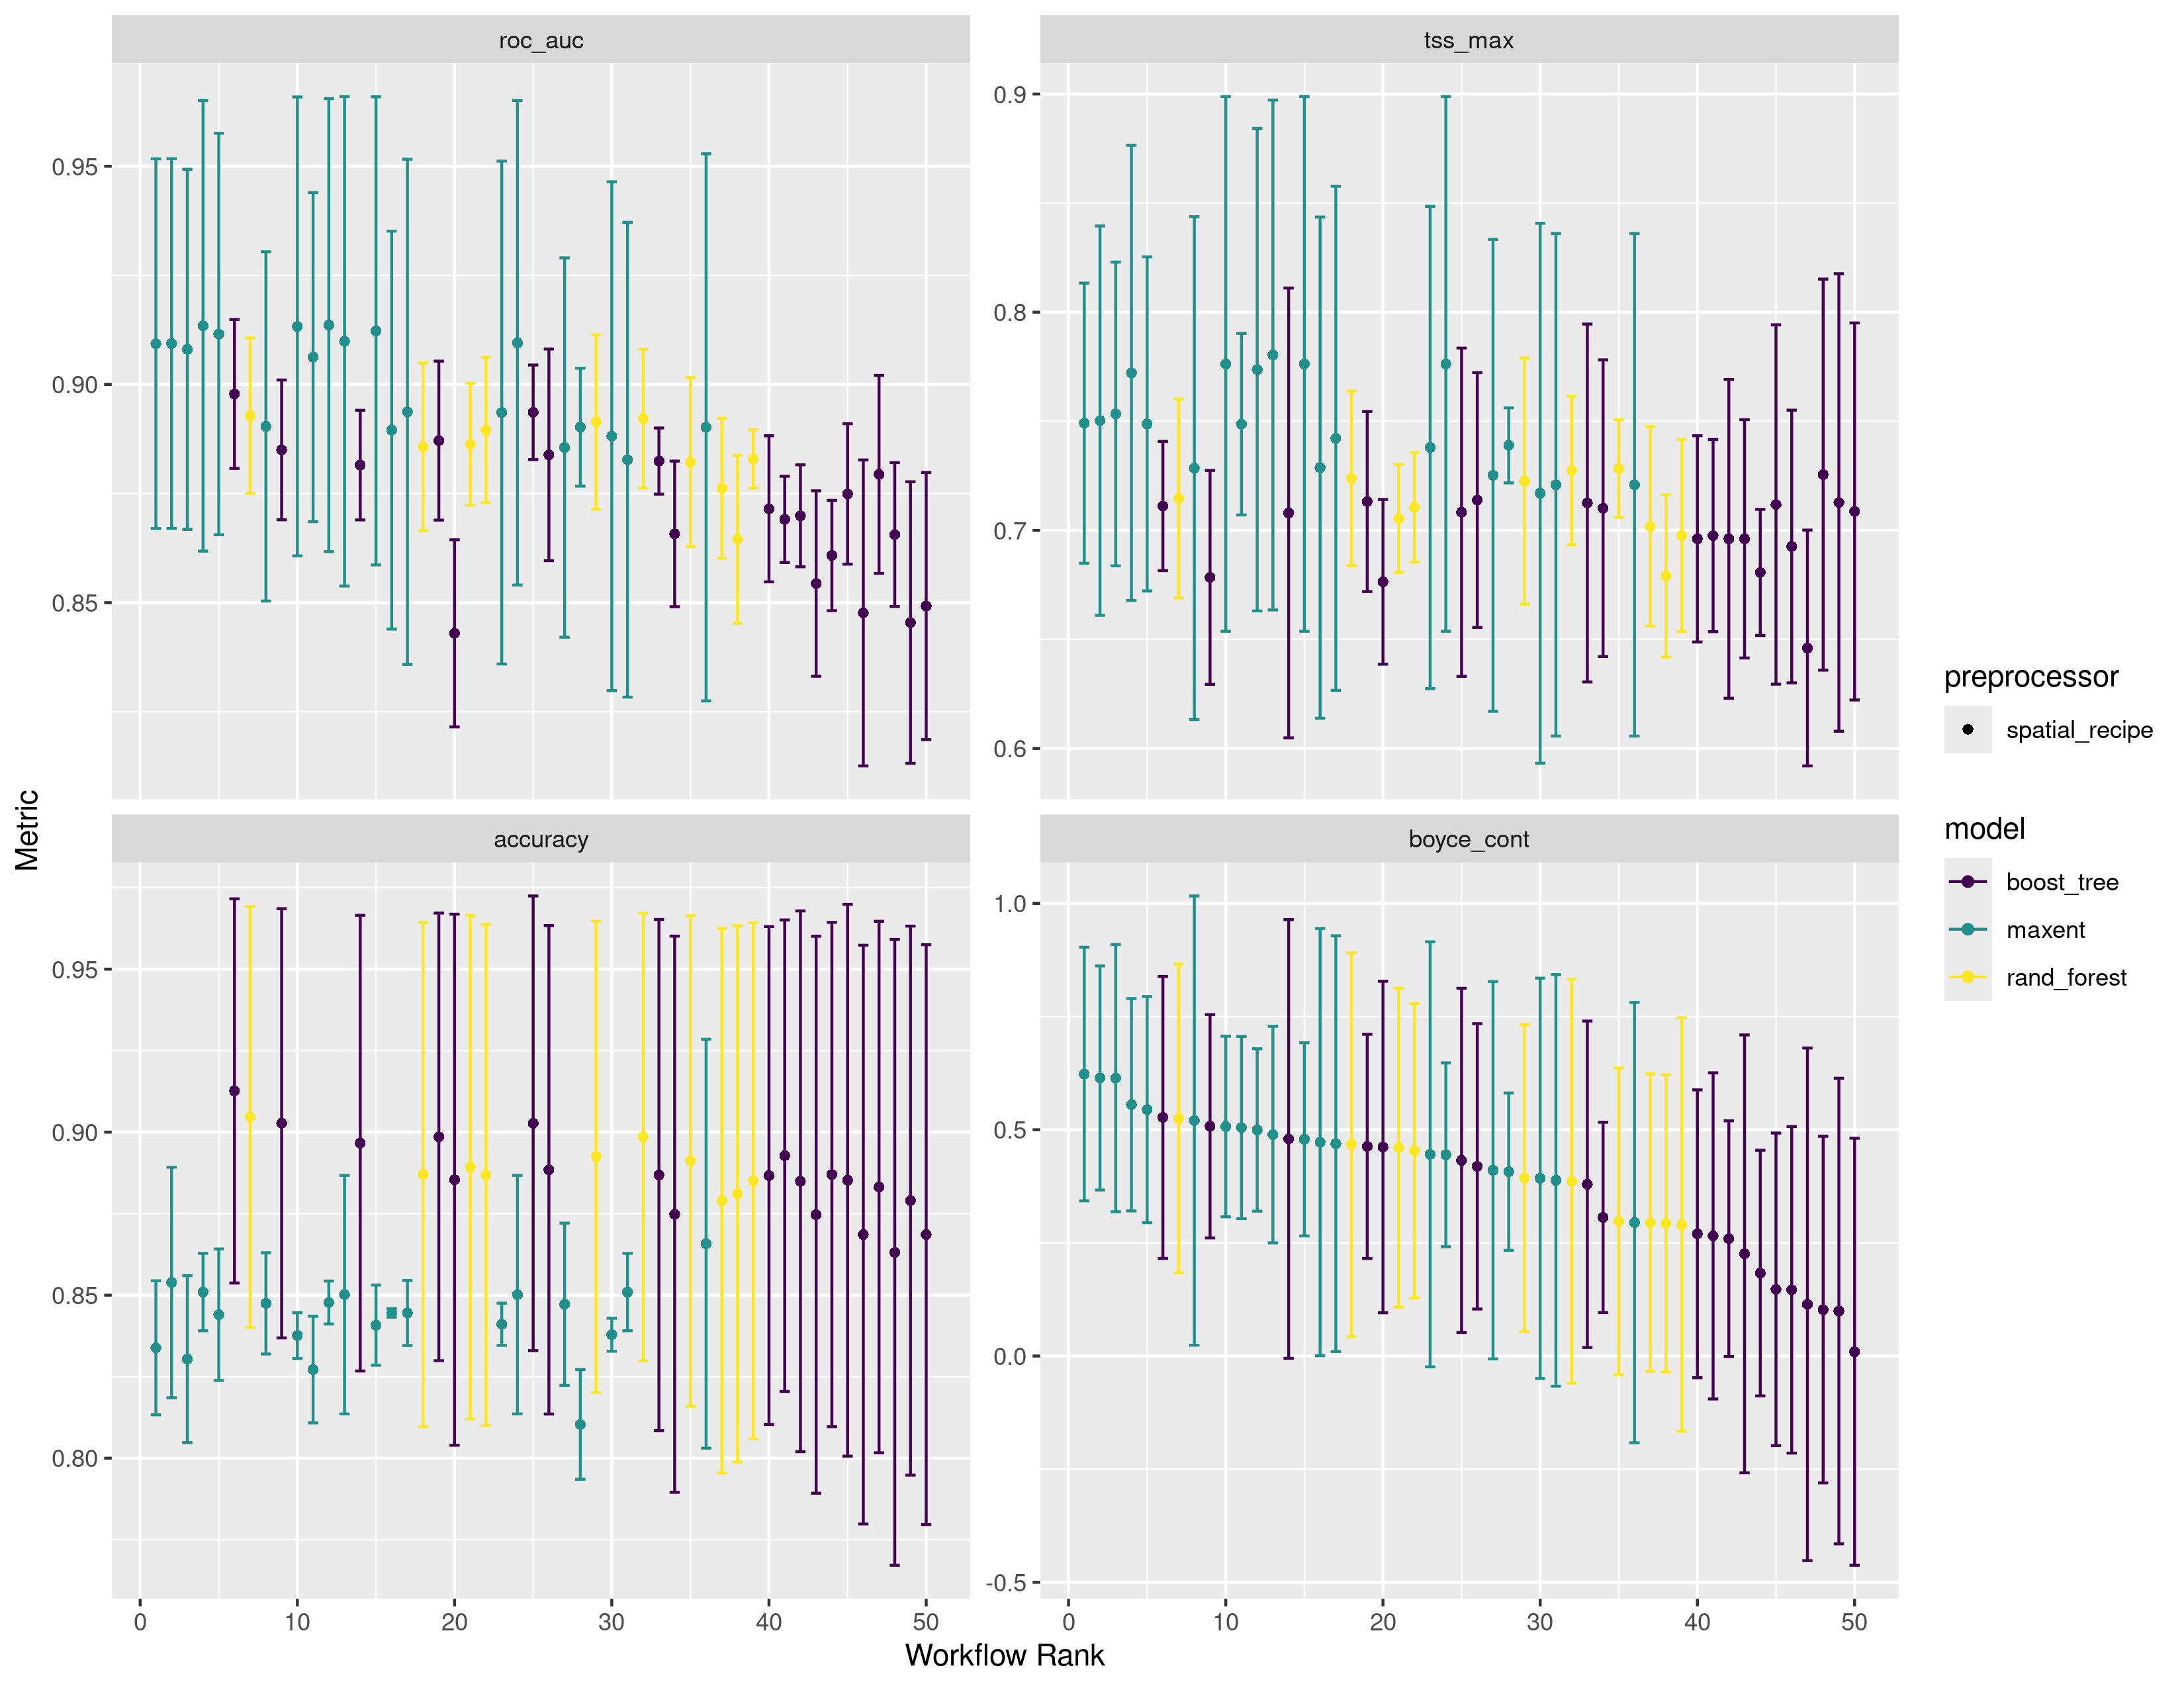 roc_auc
tss_max
0.95
0.90
0.85
0.9
0.8
0.7
0.6
Metric
accuracy
boyce_cont
0.95
0.90
0.85
0.80
1.0
0.5
0.0
-0.5
0 10 20 30 40 50
0 10 20 30 40 50
Workflow Rank
preprocessor
spatial_recipe
model
boost_tree
maxent
rand_forest